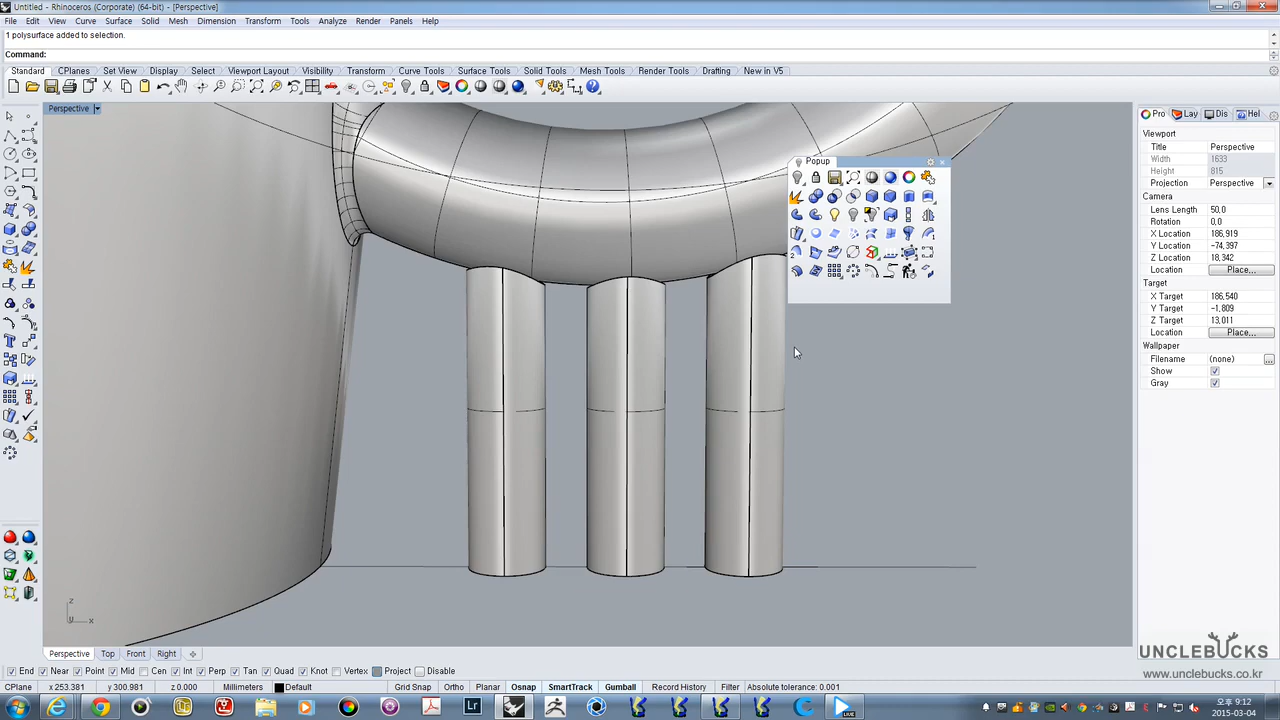 Untitled - Rhinoceros (Corporate) (64-bit) - [Perspective]
File Edit View Curve Surface Solid Mesh Dimension Transform Tools Analyze Render Panels Help
1 polysurface added to selection.
Command:
Standard CPlanes Set View Display Select Viewport Layout Visibility Transform Curve Tools Surface Tools Solid Tools Mesh Tools Render Tools Drafting New in V5
Perspective
Popup
Pro Lay Dis Hel
Viewport
Title Perspective
Width 1633
Height 815
Projection Perspective
Camera
Lens Length 50,0
Rotation 0,0
X Location 186,919
Y Location -74,397
Z Location 18,342
Location Place...
Target
X Target 186,540
Y Target -1,809
Z Target 13,011
Location Place...
Wallpaper
Filename (none) ...
Show
Gray
z
y x
Perspective Top Front Right
End Near Point Mid Cen Int Perp Tan Quad Knot Vertex Project Disable
CPlane x 253.381 y 300.981 z 0.000 Millimeters Default Grid Snap Ortho Planar Osnap SmartTrack Gumball Record History Filter Absolute tolerance: 0.001
UNCLEBUCKS
www.unclebucks.co.kr
Lr LIVE
오후 9:12
2015-03-04